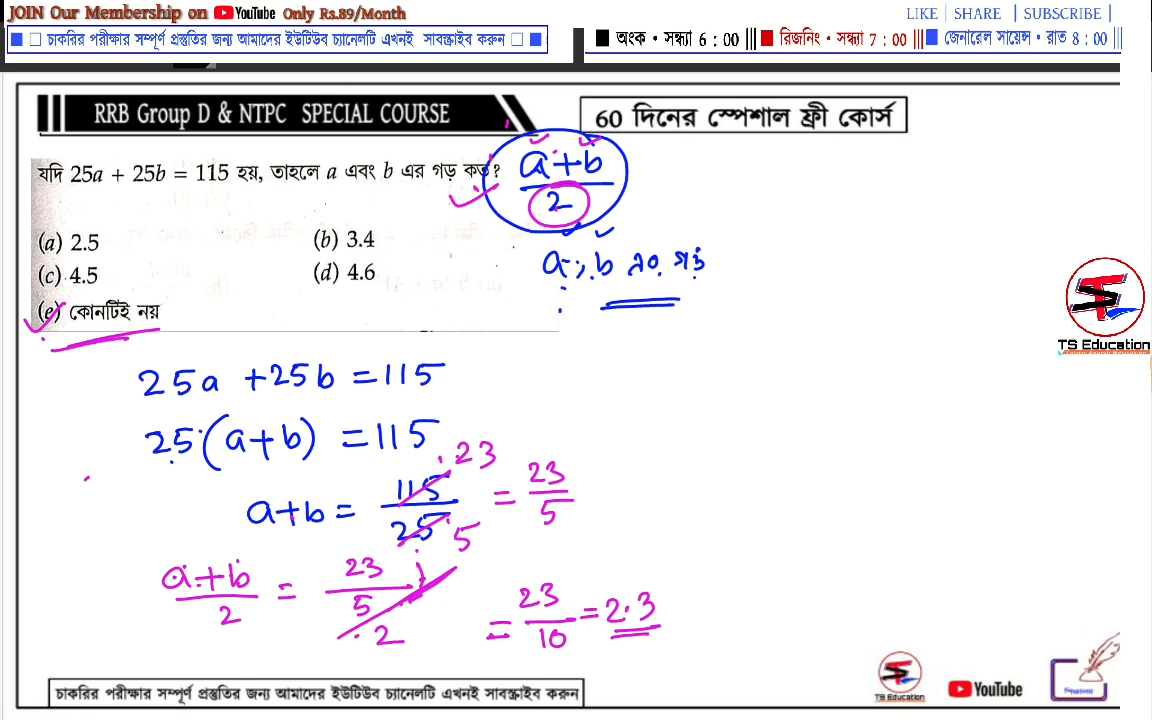 JOIN Our Membership on YouTube Only Rs.89/Month
LIKE | SHARE | SUBSCRIBE |
চাকরির পরীক্ষার সম্পূর্ণ প্রস্তুতির জন্য আমাদের ইউটিউব চ্যানেলটি এখনই সাবস্ক্রাইব করুন
অংক • সন্ধ্যা 6 : 00 ||| রিজনিং • সন্ধ্যা 7 : 00 ||| জেনারেল সায়েন্স • রাত 8 : 00 |||
RRB Group D & NTPC SPECIAL COURSE
60 দিনের স্পেশাল ফ্রী কোর্স
যদি 25a + 25b = 115 হয়, তাহলে a এবং b এর গড় কত?
a+b
2
(a) 2.5
(b) 3.4
(c) 4.5
(d) 4.6
(e) কোনটিই নয়
a, b এর গড়
TS Education
25a + 25b = 115
25 (a+b) = 115
a+b = 115/25 = 23/5
23
5
a+b/2 = 23/5·2 = 23/10 = 2.3
চাকরির পরীক্ষার সম্পূর্ণ প্রস্তুতির জন্য আমাদের ইউটিউব চ্যানেলটি এখনই সাবস্ক্রাইব করুন
TS Education
YouTube